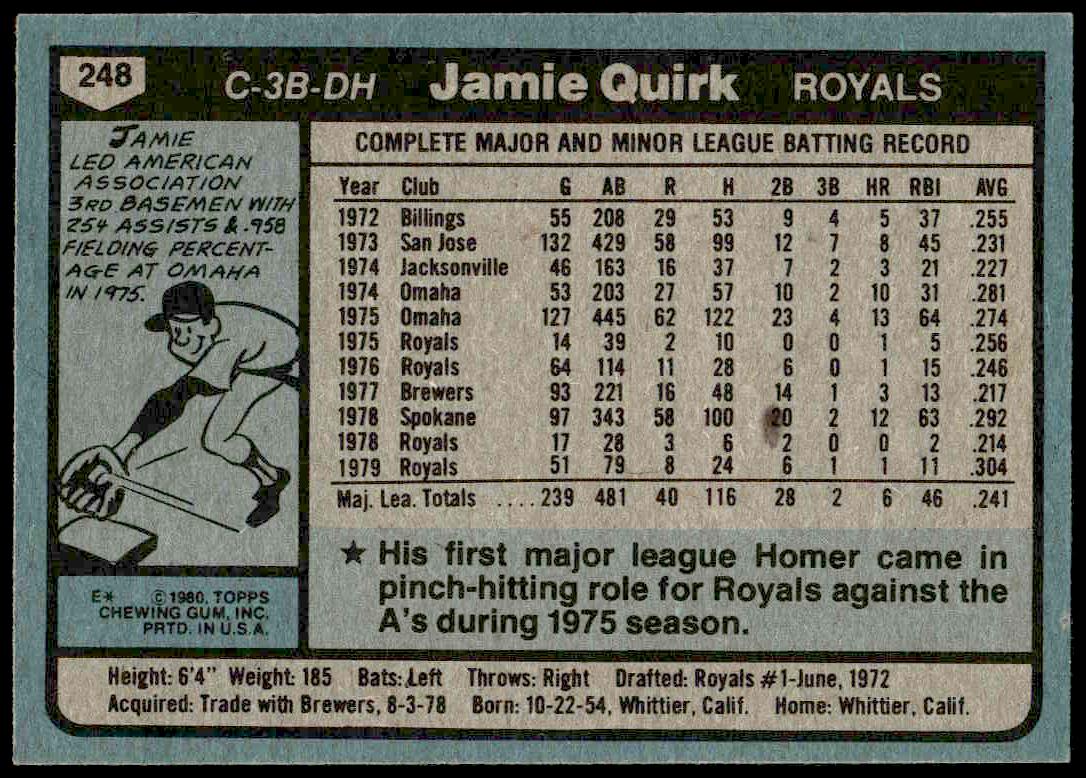 248 C-3B-DH Jamie Quirk ROYALS
JAMIE
LED AMERICAN
ASSOCIATION
3RD BASEMEN WITH
254 ASSISTS & .958
FIELDING PERCENT-
AGE AT OMAHA
IN 1975.
COMPLETE MAJOR AND MINOR LEAGUE BATTING RECORD
Year Club G AB R H 2B 3B HR RBI AVG
1972 Billings 55 208 29 53 9 4 5 37 .255
1973 San Jose 132 429 58 99 12 7 8 45 .231
1974 Jacksonville 46 163 16 37 7 2 3 21 .227
1974 Omaha 53 203 27 57 10 2 10 31 .281
1975 Omaha 127 445 62 122 23 4 13 64 .274
1975 Royals 14 39 2 10 0 0 1 5 .256
1976 Royals 64 114 11 28 6 0 1 15 .246
1977 Brewers 93 221 16 48 14 1 3 13 .217
1978 Spokane 97 343 58 100 20 2 12 63 .292
1978 Royals 17 28 3 6 2 0 0 2 .214
1979 Royals 51 79 8 24 6 1 1 11 .304
Maj. Lea. Totals .... 239 481 40 116 28 2 6 46 .241
★ His first major league Homer came in
pinch-hitting role for Royals against the
A's during 1975 season.
E* © 1980, TOPPS
CHEWING GUM, INC.
PRTD. IN U.S.A.
Height: 6'4" Weight: 185 Bats: Left Throws: Right Drafted: Royals #1-June, 1972
Acquired: Trade with Brewers, 8-3-78 Born: 10-22-54, Whittier, Calif. Home: Whittier, Calif.